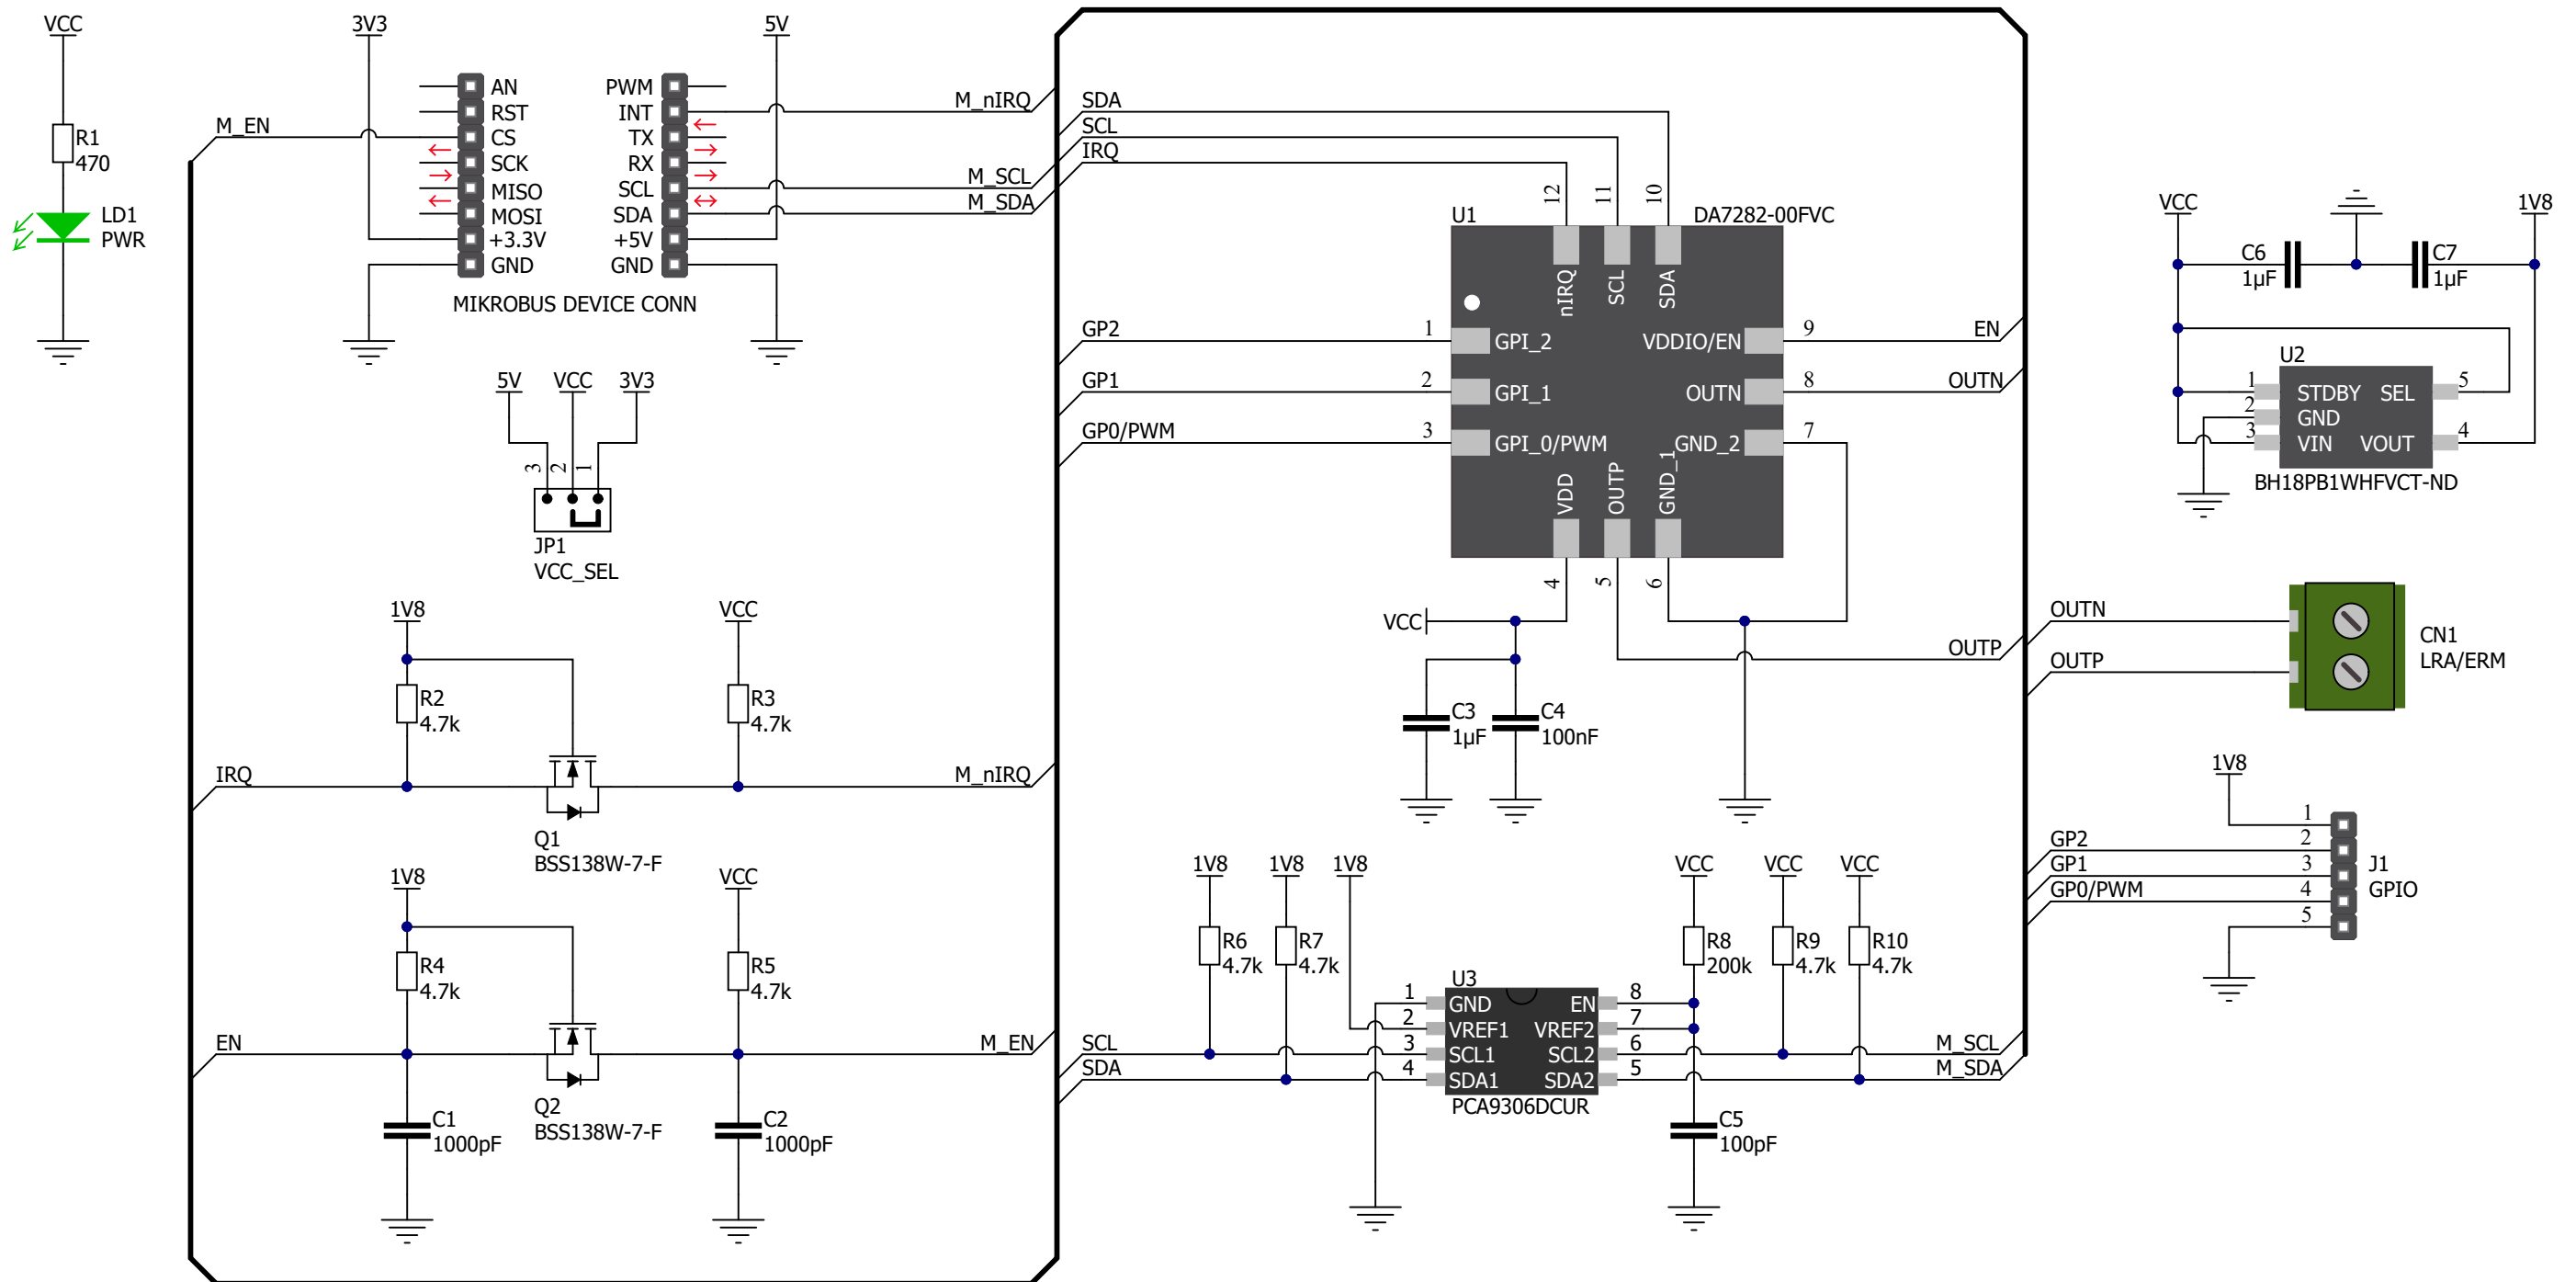 VCC
R1
470
LD1
PWR
3V3
5V
M_EN
AN
RST
CS
SCK
MISO
MOSI
+3.3V
GND
PWM
INT
TX
RX
SCL
SDA
+5V
GND
MIKROBUS DEVICE CONN
M_nIRQ
M_SCL
M_SDA
5V
VCC
3V3
3
2
1
JP1
VCC_SEL
1V8
VCC
R2
4.7k
R3
4.7k
IRQ
M_nIRQ
Q1
BSS138W-7-F
1V8
VCC
R4
4.7k
R5
4.7k
EN
M_EN
Q2
BSS138W-7-F
C1
1000pF
C2
1000pF
SDA
SCL
IRQ
12
11
10
U1
DA7282-00FVC
nIRQ
SCL
SDA
GP2
1
GPI_2
VDDIO/EN
9
EN
GP1
2
GPI_1
OUTN
8
OUTN
GP0/PWM
3
GPI_0/PWM
GND_2
7
VDD
OUTP
GND_1
4
5
6
VCC
OUTP
C3
1µF
C4
100nF
1V8
1V8
1V8
VCC
VCC
VCC
R6
4.7k
R7
4.7k
R8
200k
R9
4.7k
R10
4.7k
U3
1
GND
EN
8
2
VREF1
VREF2
7
SCL
3
SCL1
SCL2
6
M_SCL
SDA
4
SDA1
SDA2
5
M_SDA
PCA9306DCUR
C5
100pF
VCC
1V8
C6
1µF
C7
1µF
U2
1
STDBY
SEL
5
2
GND
3
VIN
VOUT
4
BH18PB1WHFVCT-ND
OUTN
OUTP
CN1
LRA/ERM
1V8
1
GP2
2
GP1
3
GP0/PWM
4
5
J1
GPIO